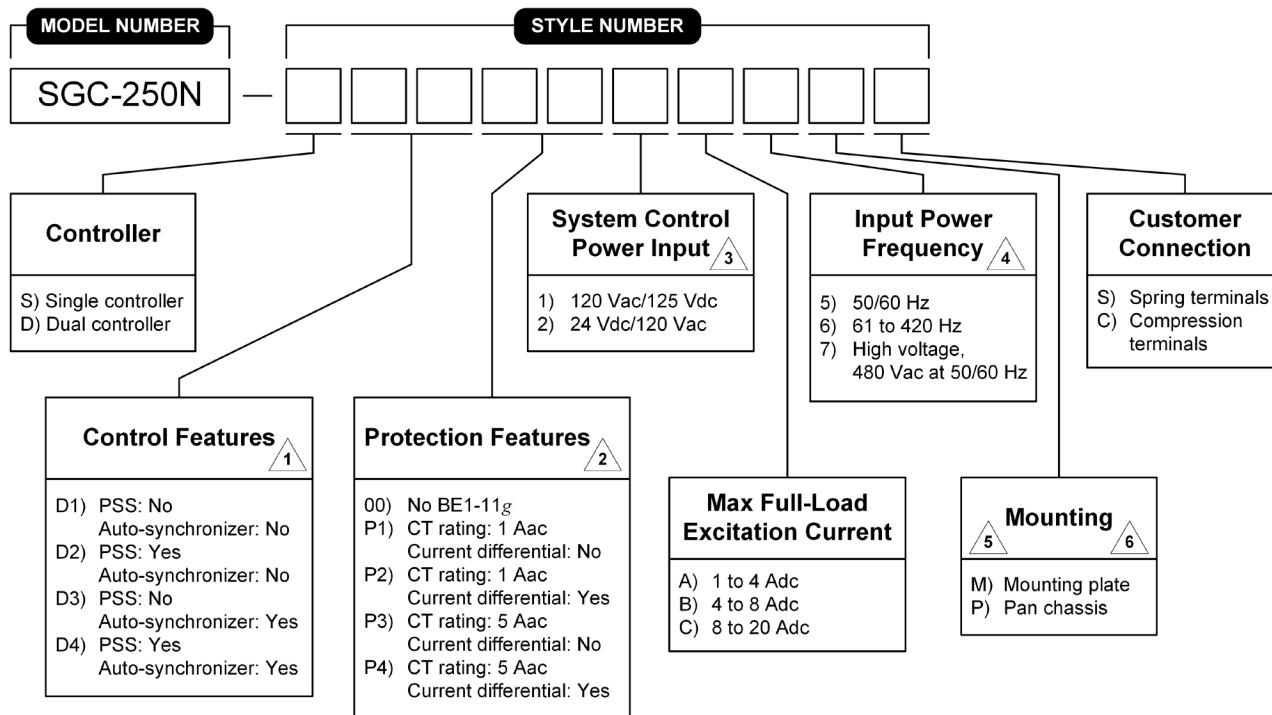 MODEL NUMBER
STYLE NUMBER
SGC-250N
—
Controller
S) Single controller
D) Dual controller
System Control
Power Input
3
1) 120 Vac/125 Vdc
2) 24 Vdc/120 Vac
Input Power
Frequency
4
5) 50/60 Hz
6) 61 to 420 Hz
7) High voltage,
480 Vac at 50/60 Hz
Customer
Connection
S) Spring terminals
C) Compression
terminals
Control Features
1
D1) PSS: No
Auto-synchronizer: No
D2) PSS: Yes
Auto-synchronizer: No
D3) PSS: No
Auto-synchronizer: Yes
D4) PSS: Yes
Auto-synchronizer: Yes
Protection Features
2
00) No BE1-11g
P1) CT rating: 1 Aac
Current differential: No
P2) CT rating: 1 Aac
Current differential: Yes
P3) CT rating: 5 Aac
Current differential: No
P4) CT rating: 5 Aac
Current differential: Yes
Max Full-Load
Excitation Current
A) 1 to 4 Adc
B) 4 to 8 Adc
C) 8 to 20 Adc
Mounting
5
6
M) Mounting plate
P) Pan chassis